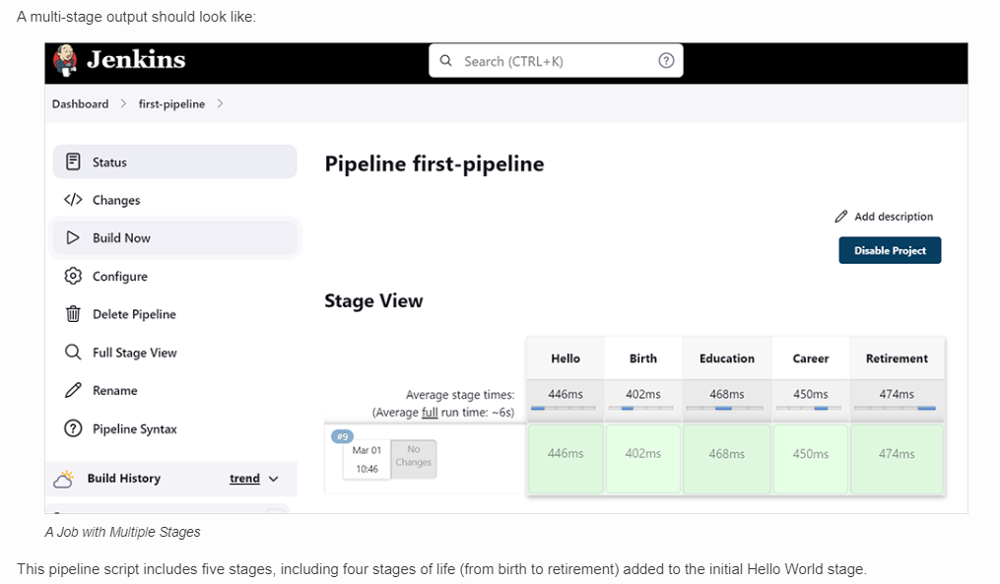 A multi-stage output should look like:
Jenkins
Search (CTRL+K)
?
Dashboard > first-pipeline >
Status
Changes
Build Now
Configure
Delete Pipeline
Full Stage View
Rename
Pipeline Syntax
Build History trend
Pipeline first-pipeline
Add description
Disable Project
Stage View
Hello Birth Education Career Retirement
Average stage times: 446ms 402ms 468ms 450ms 474ms
(Average full run time: ~6s)
#9
Mar 01 No
10:46 Changes
446ms 402ms 468ms 450ms 474ms
A Job with Multiple Stages
This pipeline script includes five stages, including four stages of life (from birth to retirement) added to the initial Hello World stage.